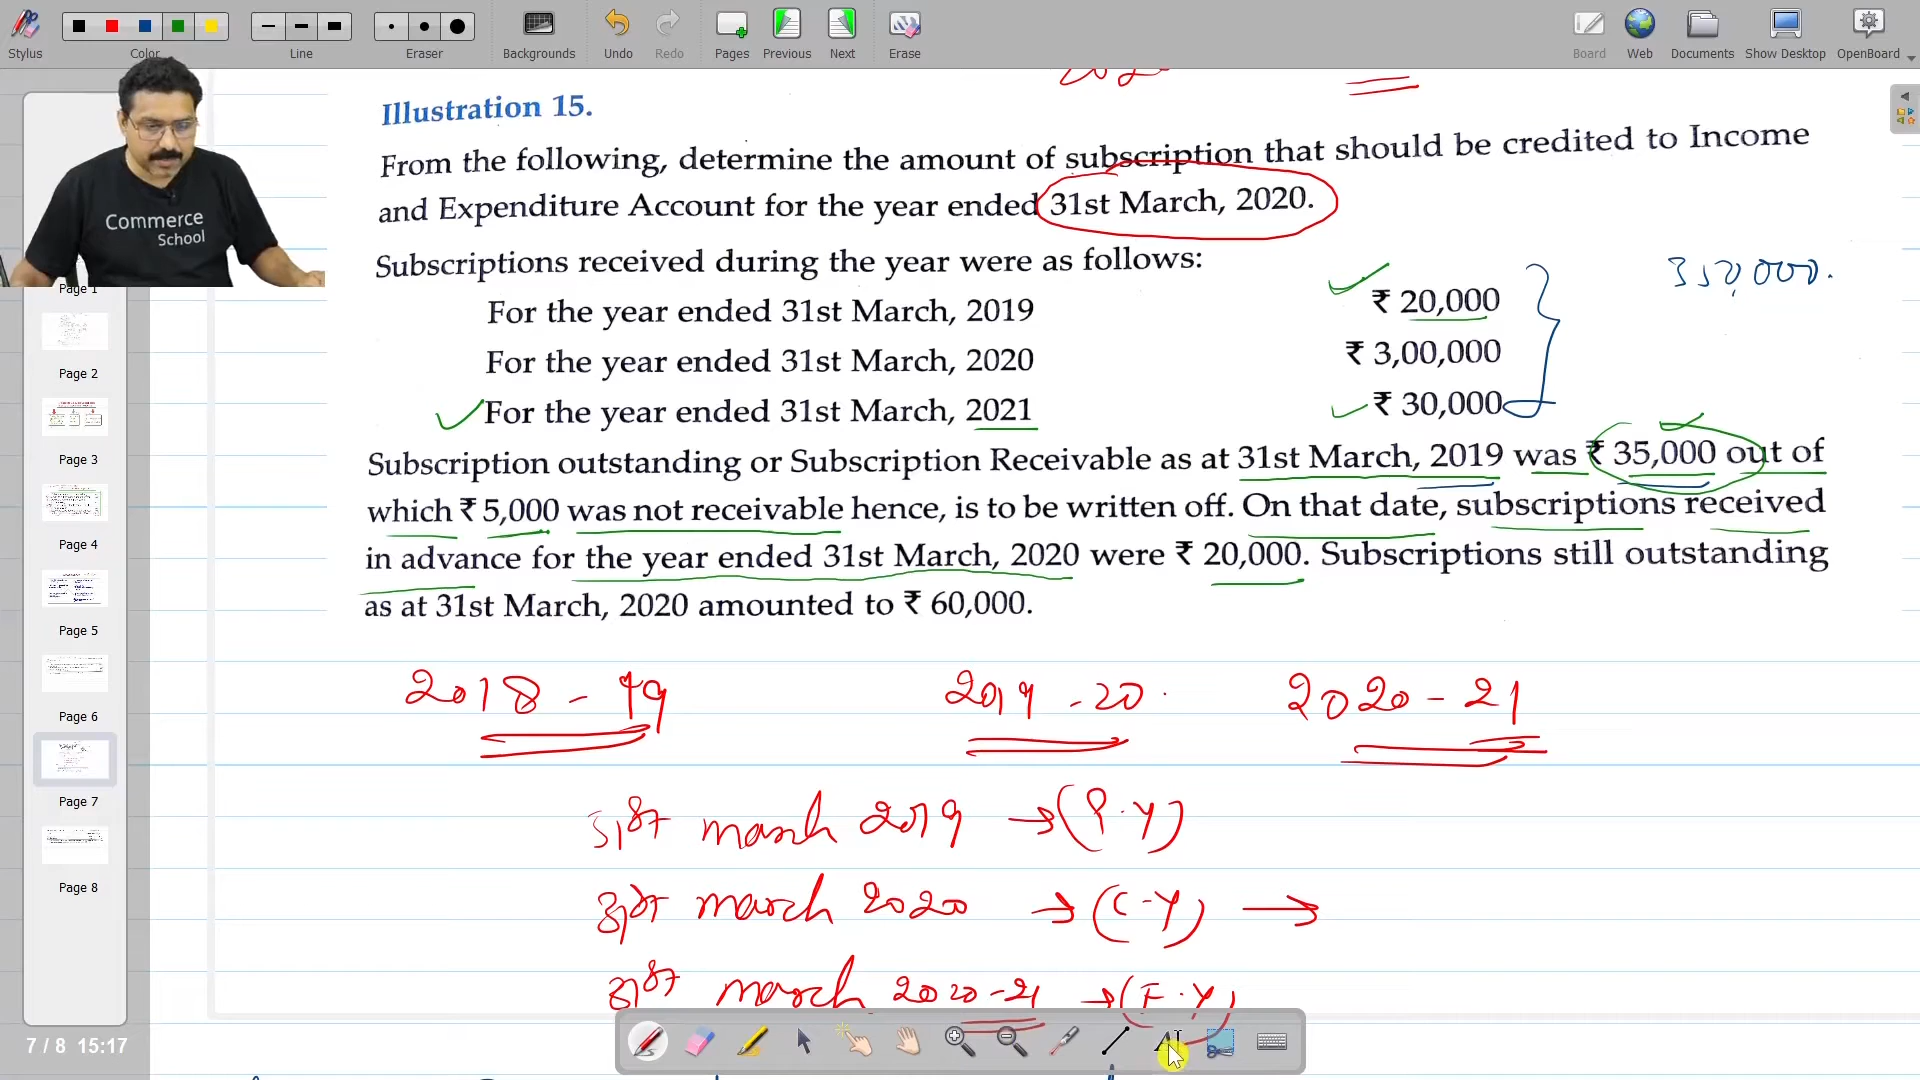 Stylus
Color
Line
Eraser
Backgrounds
Undo
Redo
Pages
Previous
Next
Erase
Board
Web
Documents
Show Desktop
OpenBoard
Commerce
School
Page 1
Page 2
Page 3
Page 4
Page 5
Page 6
Page 7
Page 8
7 / 8 15:17
Illustration 15.
From the following, determine the amount of subscription that should be credited to Income
and Expenditure Account for the year ended 31st March, 2020.
Subscriptions received during the year were as follows:
For the year ended 31st March, 2019 ₹ 20,000
For the year ended 31st March, 2020 ₹ 3,00,000
For the year ended 31st March, 2021 ₹ 30,000
350,000.
Subscription outstanding or Subscription Receivable as at 31st March, 2019 was ₹ 35,000 out of
which ₹ 5,000 was not receivable hence, is to be written off. On that date, subscriptions received
in advance for the year ended 31st March, 2020 were ₹ 20,000. Subscriptions still outstanding
as at 31st March, 2020 amounted to ₹ 60,000.
2018 - 19 2019 - 20 2020 - 21
31st march 2019 → (P.Y)
31st march 2020 → (C.Y) →
31st march 2020-21 → (F.Y)